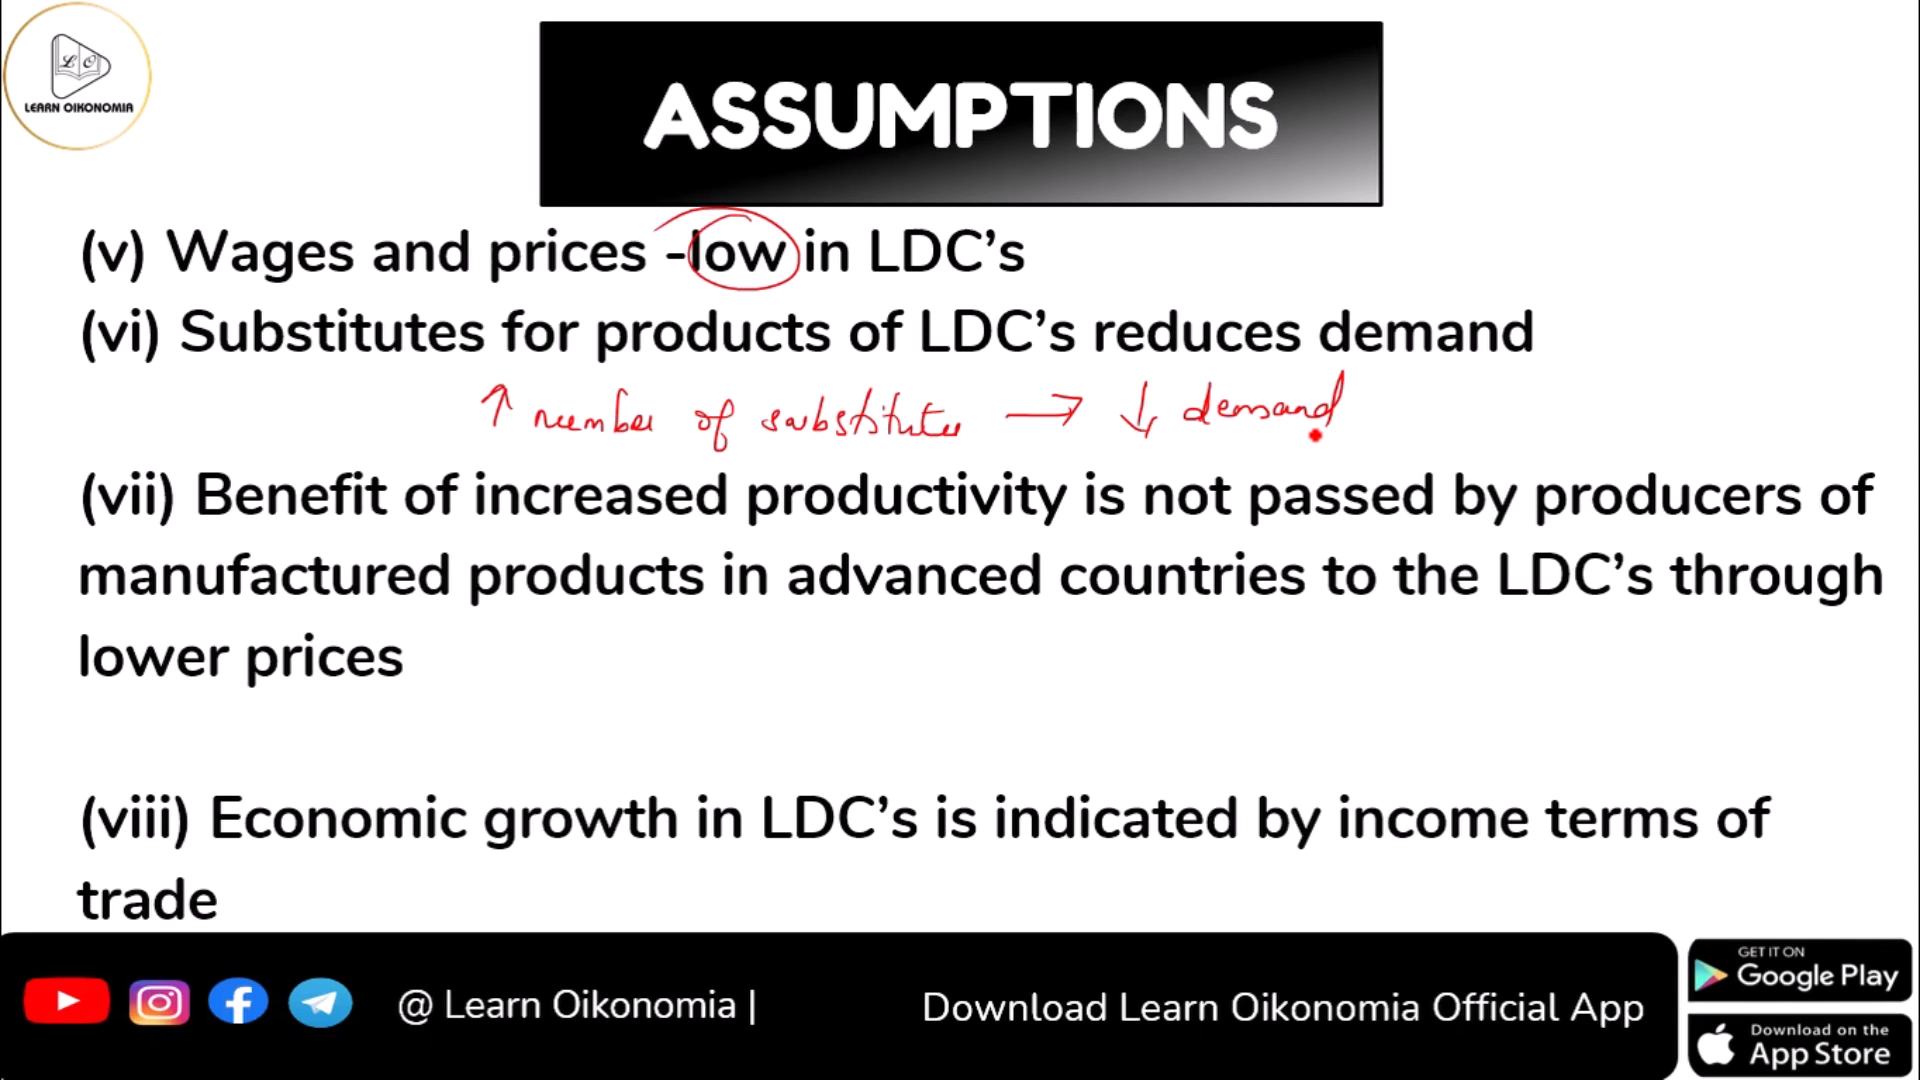 L O
LEARN OIKONOMIA
ASSUMPTIONS
(v) Wages and prices -low in LDC’s
(vi) Substitutes for products of LDC’s reduces demand
↑ number of substitutes → ↓ demand
(vii) Benefit of increased productivity is not passed by producers of
manufactured products in advanced countries to the LDC’s through
lower prices
(viii) Economic growth in LDC’s is indicated by income terms of
trade
@ Learn Oikonomia |
Download Learn Oikonomia Official App
GET IT ON
Google Play
Download on the
App Store